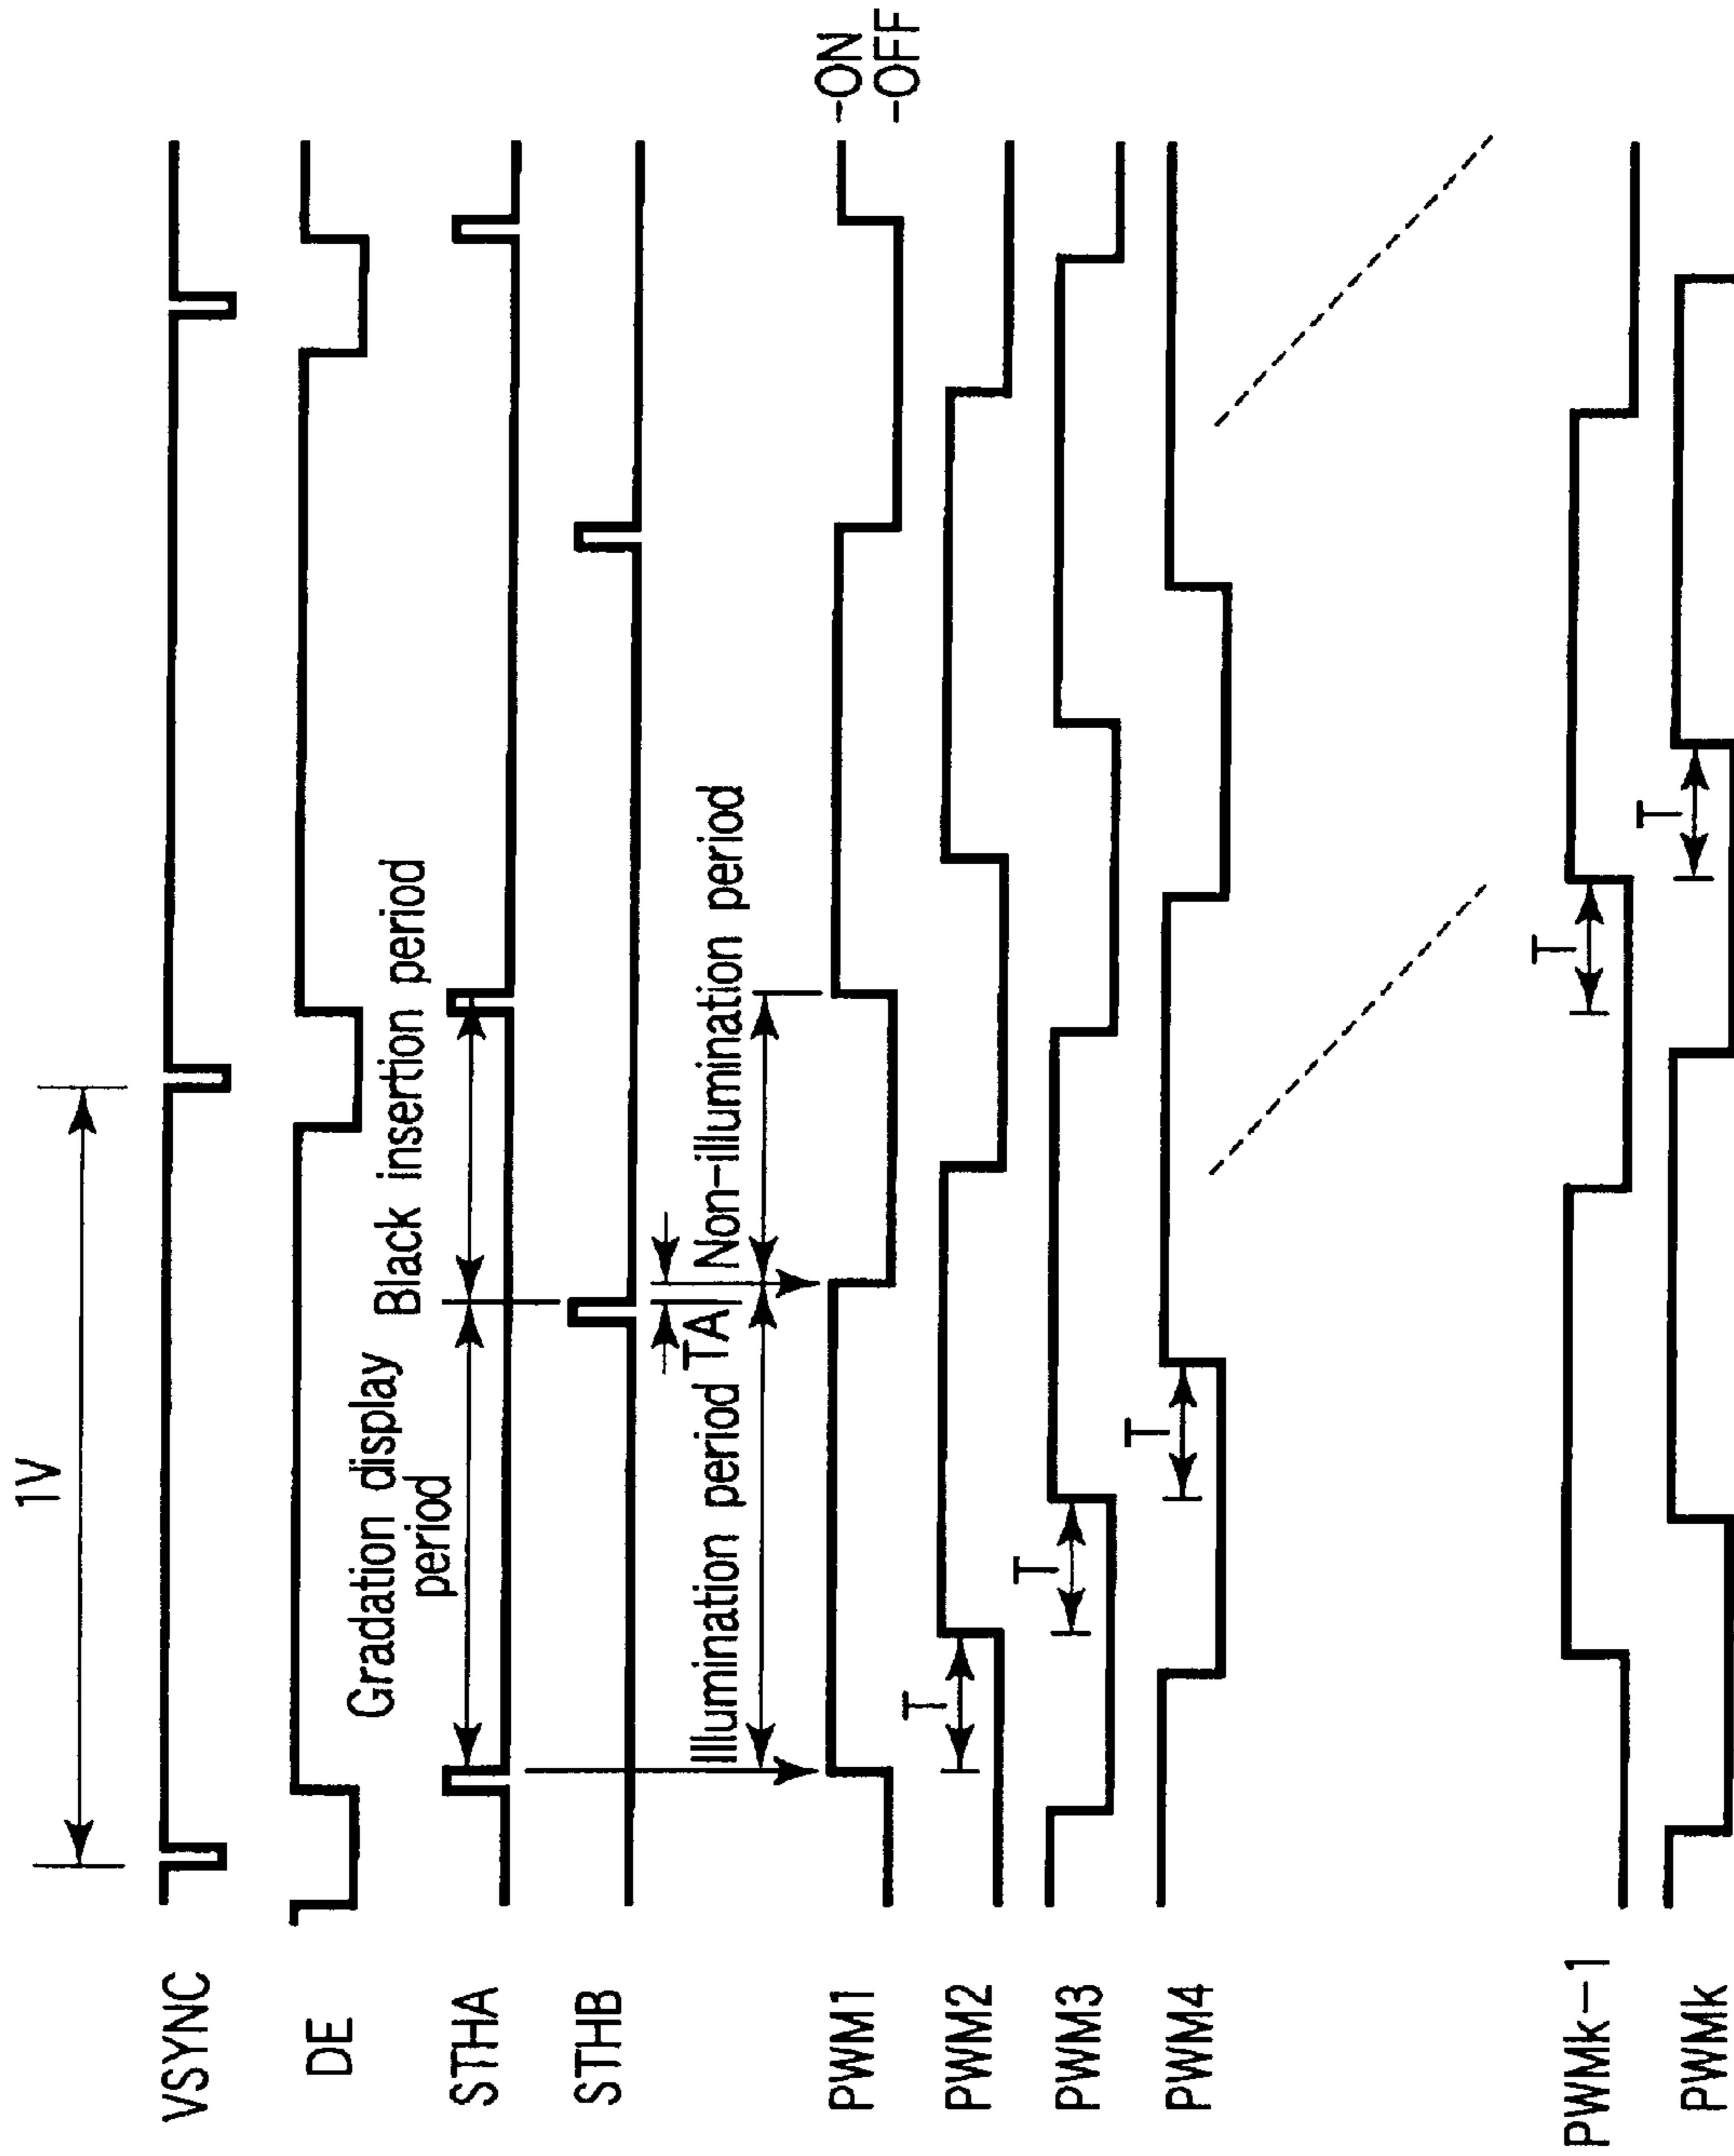 1V
VSYNC
DE
Gradation display
period
Black insertion period
STHA
STHB
TA
Illumination period
Non-illumination period
-ON
-OFF
PWM1
T
PWM2
T
PWM3
T
PWM4
T
PWMk-1
T
PWMk